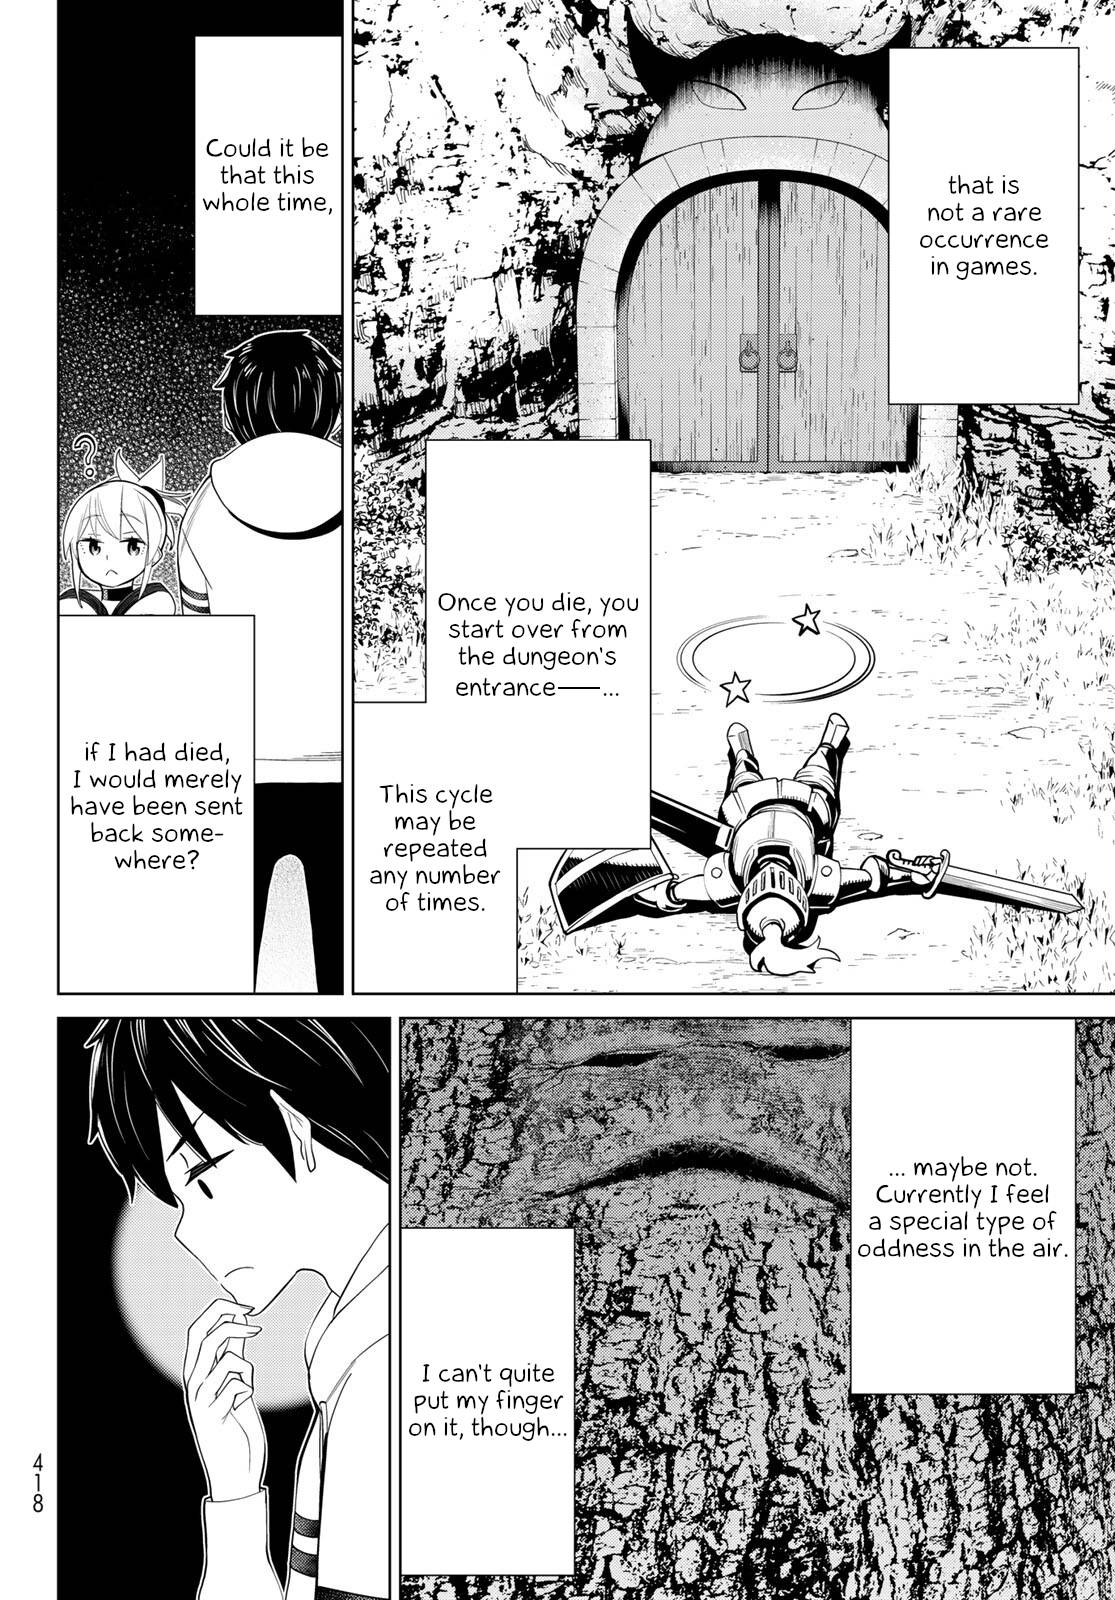 that is
not a rare
occurrence
in games.
Once you die, you
start over from
the dungeon's
entrance——...
This cycle
may be
repeated
any number
of times.
Could it be
that this
whole time,
?
if I had died,
I would merely
have been sent
back some-
where?
... maybe not.
Currently I feel
a special type of
oddness in the air.
I can't quite
put my finger
on it, though...
418